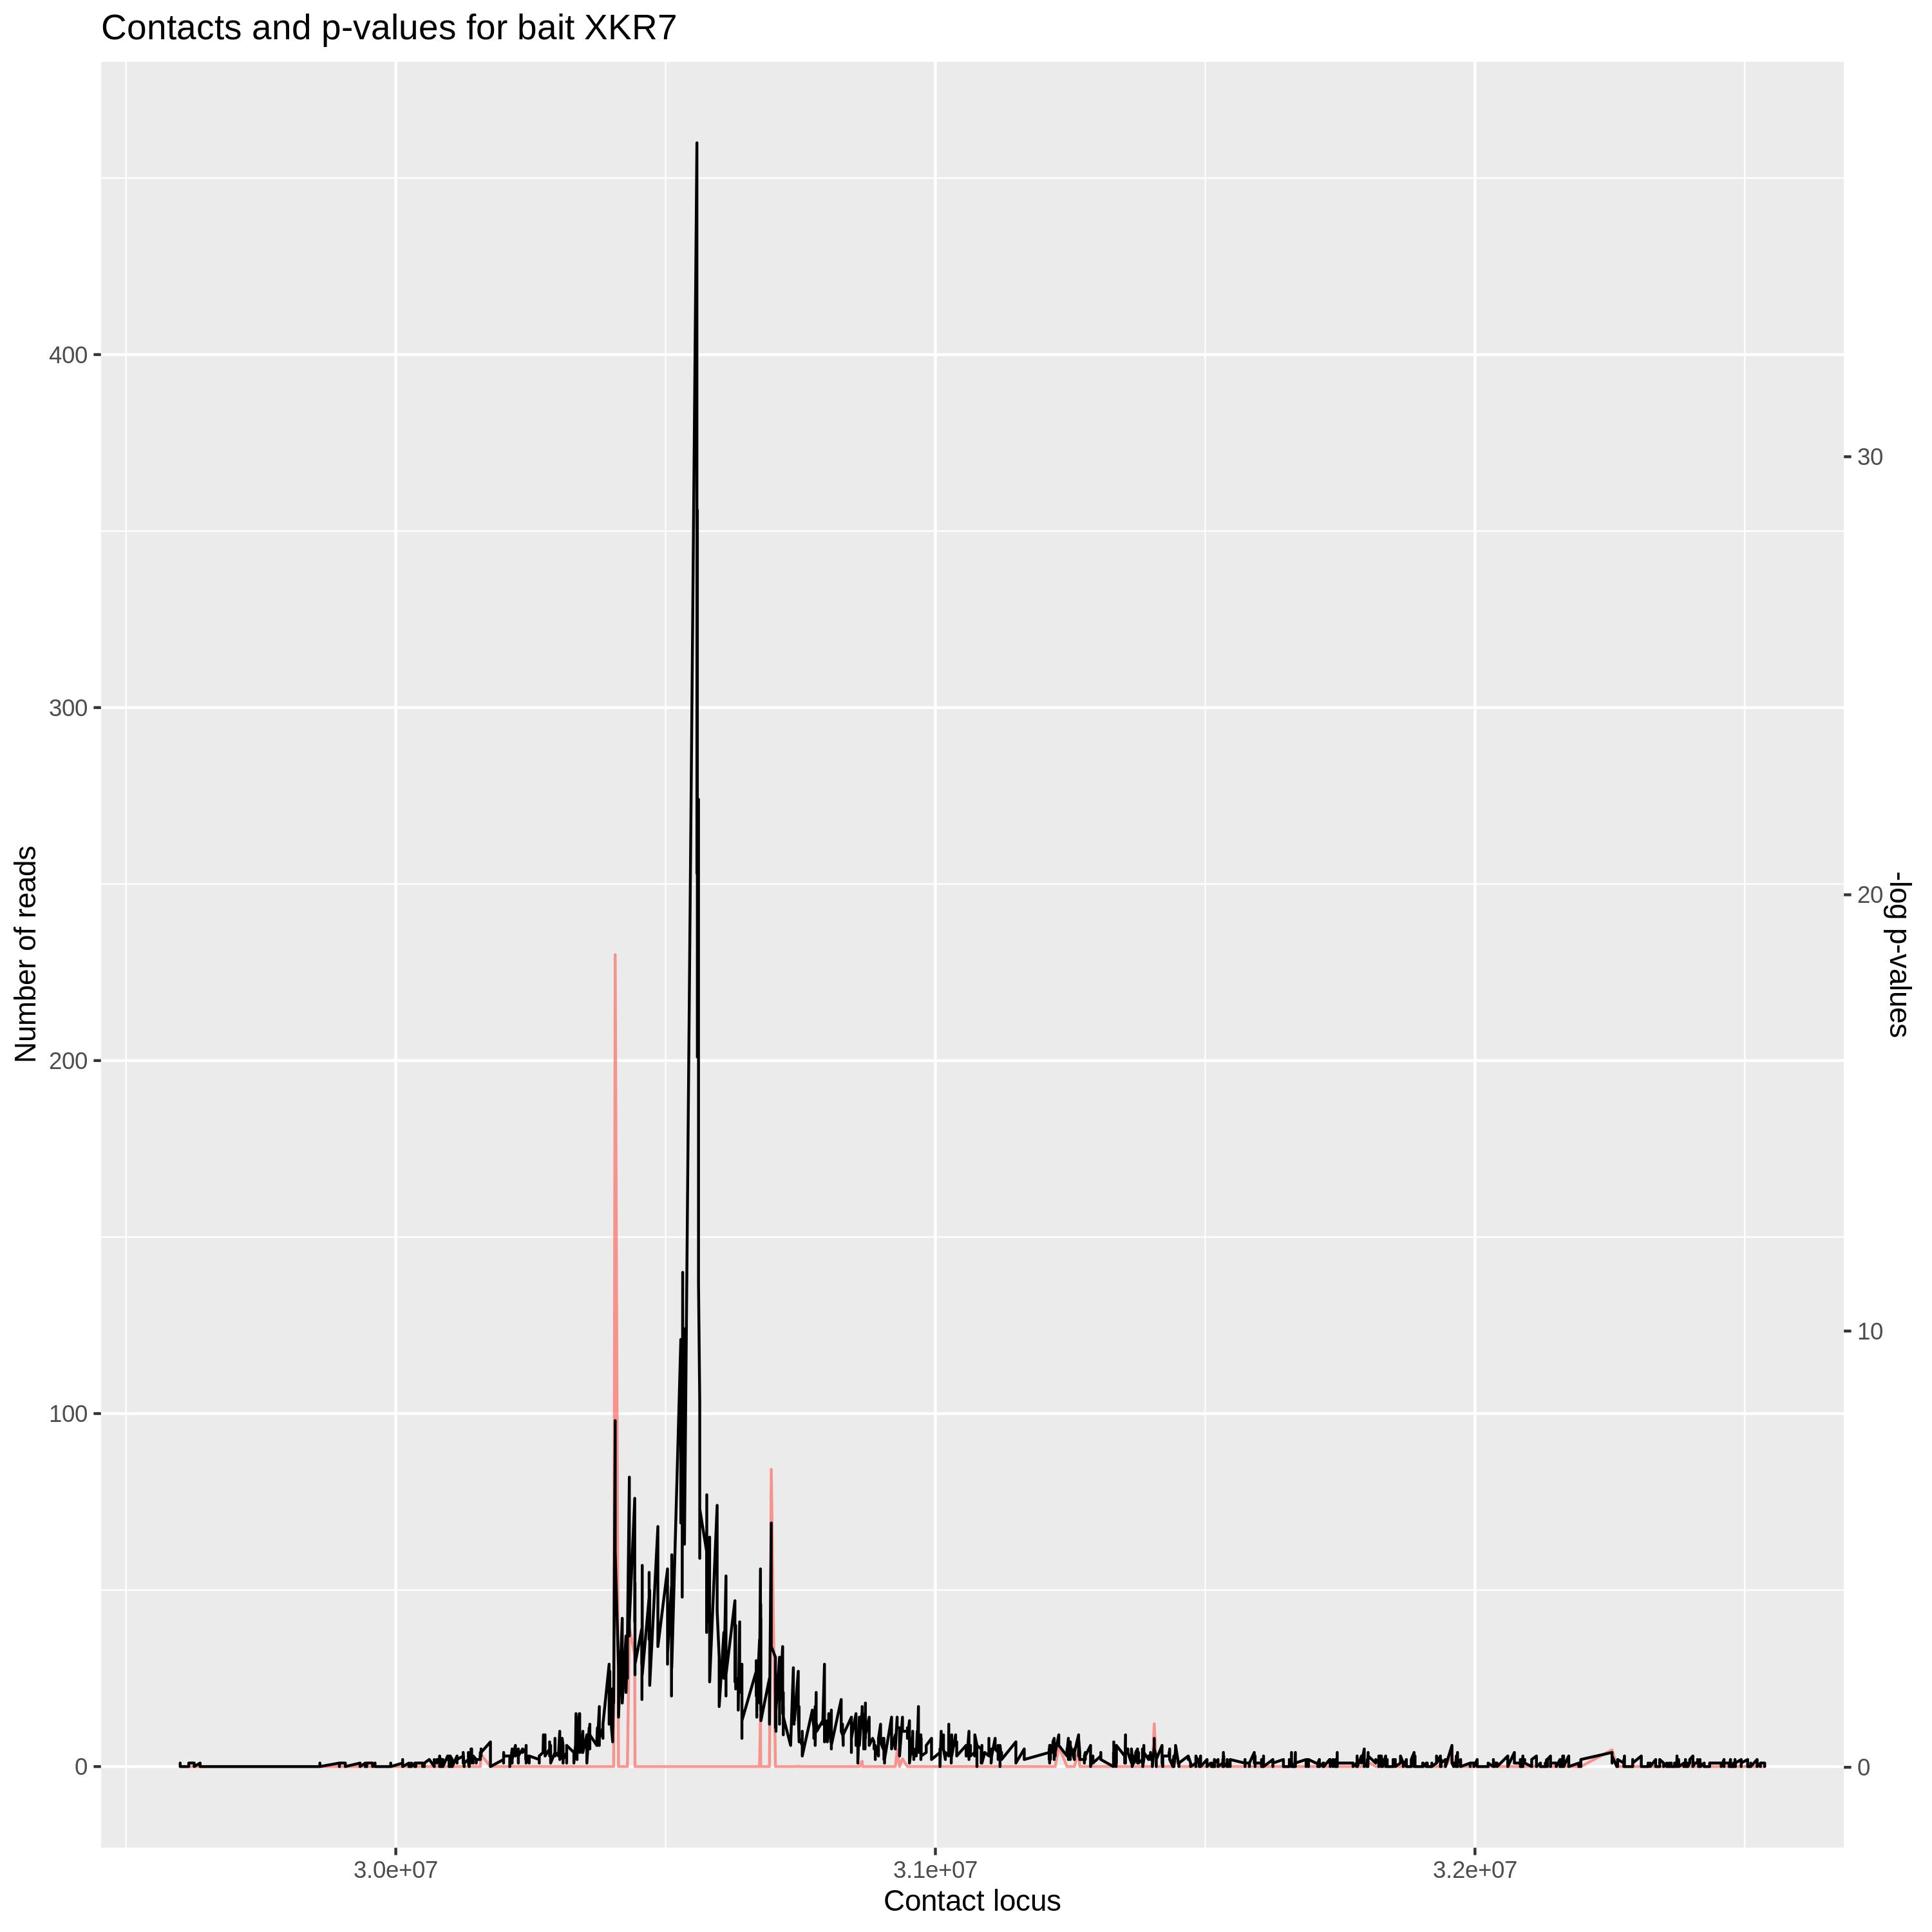 Contacts and p-values for bait XKR7
Number of reads
400
300
200
100
0
30
20
10
0
-log p-values
3.0e+07
3.1e+07
3.2e+07
Contact locus